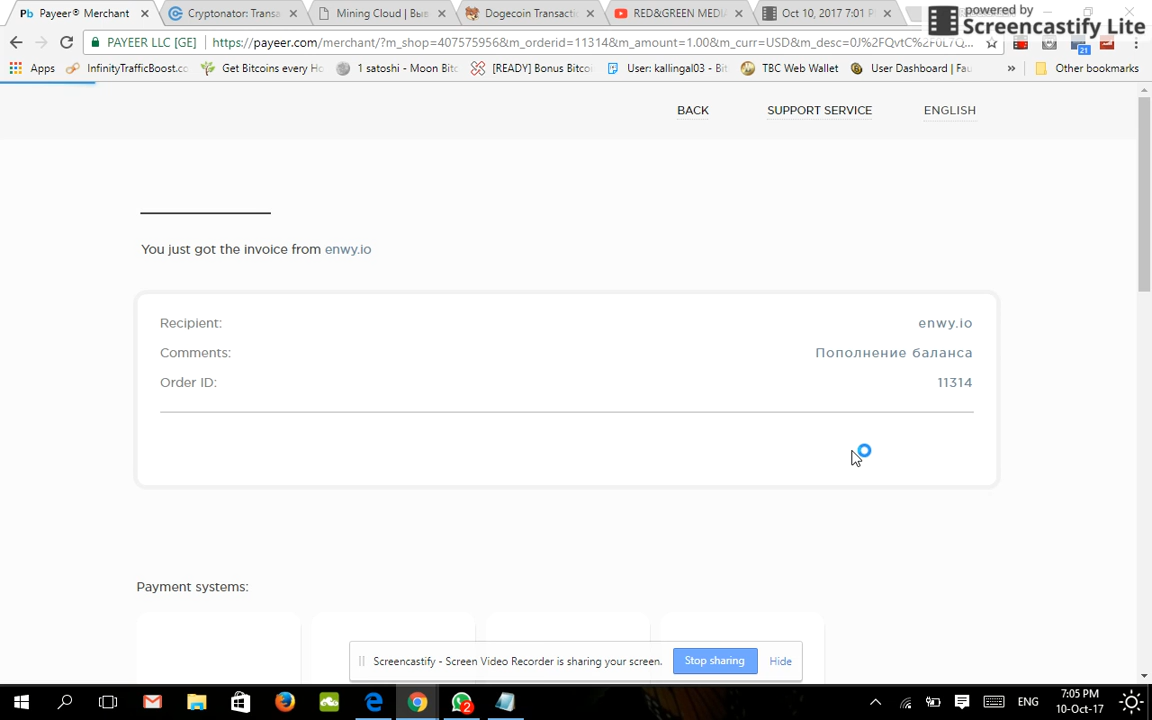 Payeer® Merchant
Cryptonator: Transa
Mining Cloud | Выв
Dogecoin Transactio
RED&GREEN MEDI
Oct 10, 2017 7:01 P
powered by
Screencastify Lite
PAYEER LLC [GE]
https://payeer.com/merchant/?m_shop=407575956&m_orderid=11314&m_amount=1.00&m_curr=USD&m_desc=0J%2FQvtC%2F0L7Q...
Apps
InfinityTrafficBoost.co
Get Bitcoins every Ho
1 satoshi - Moon Bitc
[READY] Bonus Bitco
User: kallingal03 - Bit
TBC Web Wallet
User Dashboard | Fau
»
Other bookmarks
21
BACK
SUPPORT SERVICE
ENGLISH
You just got the invoice from enwy.io
Recipient:
enwy.io
Comments:
Пополнение баланса
Order ID:
11314
Payment systems:
Screencastify - Screen Video Recorder is sharing your screen.
Stop sharing
Hide
2
ENG
7:05 PM
10-Oct-17